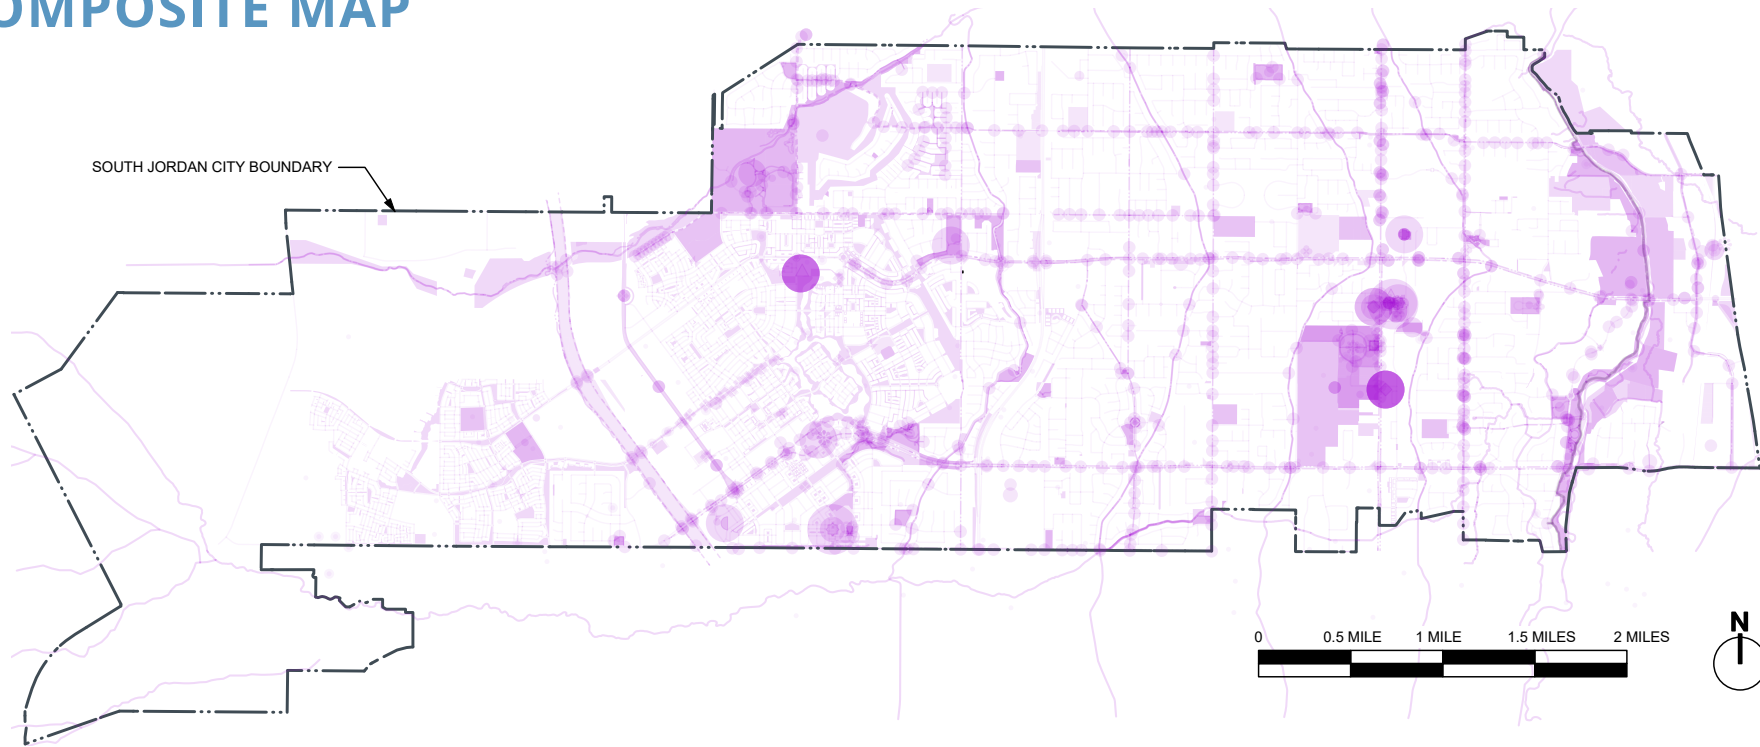 OMPOSITE MAP
SOUTH JORDAN CITY BOUNDARY
0 0.5 MILE 1 MILE 1.5 MILES 2 MILES
N